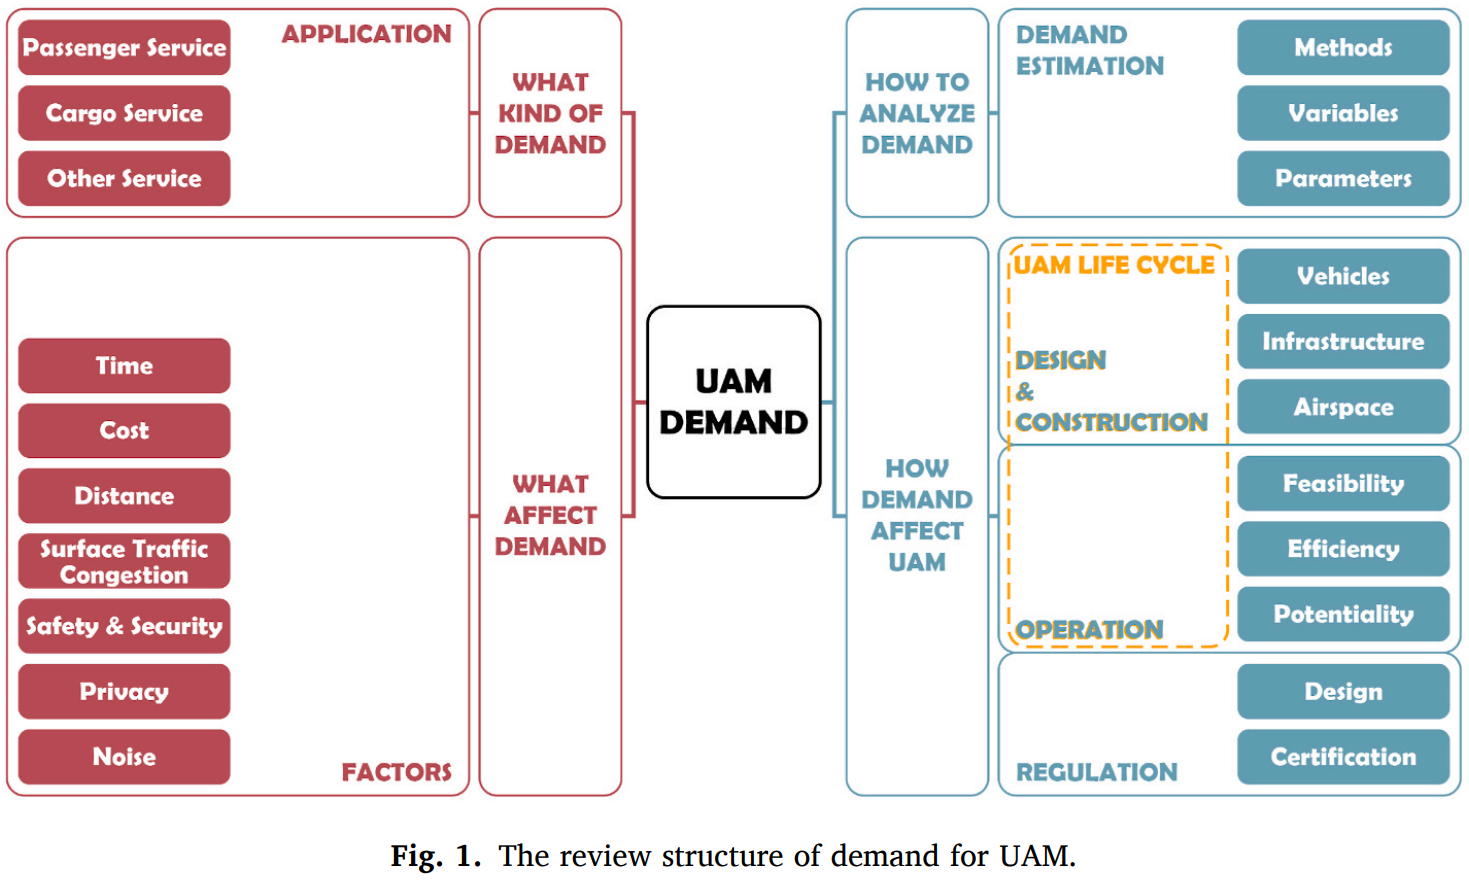 APPLICATION
Passenger Service
Cargo Service
Other Service
WHAT
KIND OF
DEMAND
Time
Cost
Distance
Surface Traffic
Congestion
Safety & Security
Privacy
Noise
FACTORS
WHAT
AFFECT
DEMAND
UAM
DEMAND
HOW TO
ANALYZE
DEMAND
DEMAND
ESTIMATION
Methods
Variables
Parameters
HOW
DEMAND
AFFECT
UAM
UAM LIFE CYCLE
DESIGN
&
CONSTRUCTION
Vehicles
Infrastructure
Airspace
OPERATION
Feasibility
Efficiency
Potentiality
REGULATION
Design
Certification
Fig. 1. The review structure of demand for UAM.